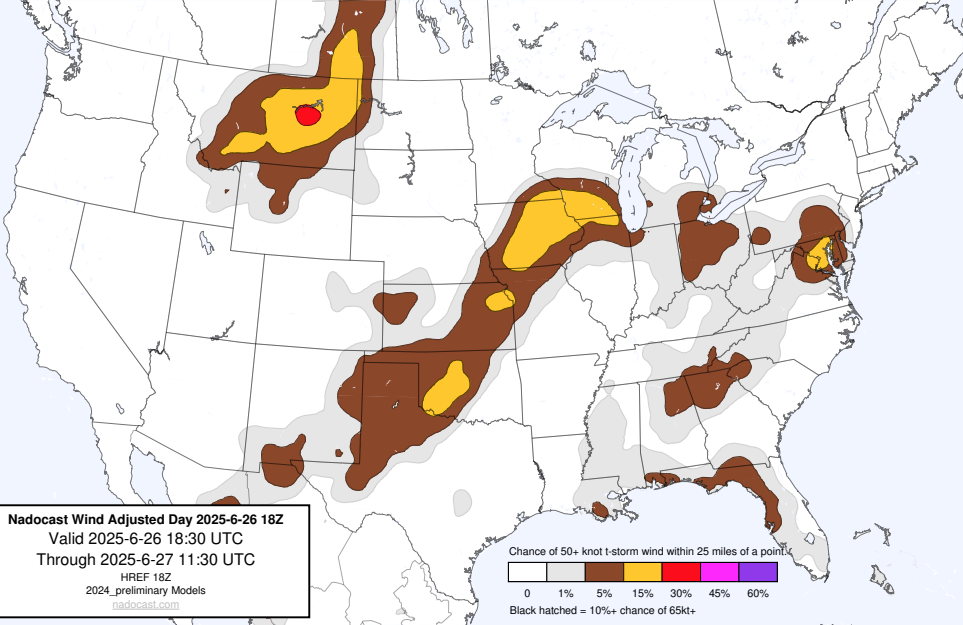 Nadocast Wind Adjusted Day 2025-6-26 18Z
Valid 2025-6-26 18:30 UTC
Through 2025-6-27 11:30 UTC
HREF 18Z
2024_preliminary Models
nadocast.com
Chance of 50+ knot t-storm wind within 25 miles of a point.
0 1% 5% 15% 30% 45% 60%
Black hatched = 10%+ chance of 65kt+